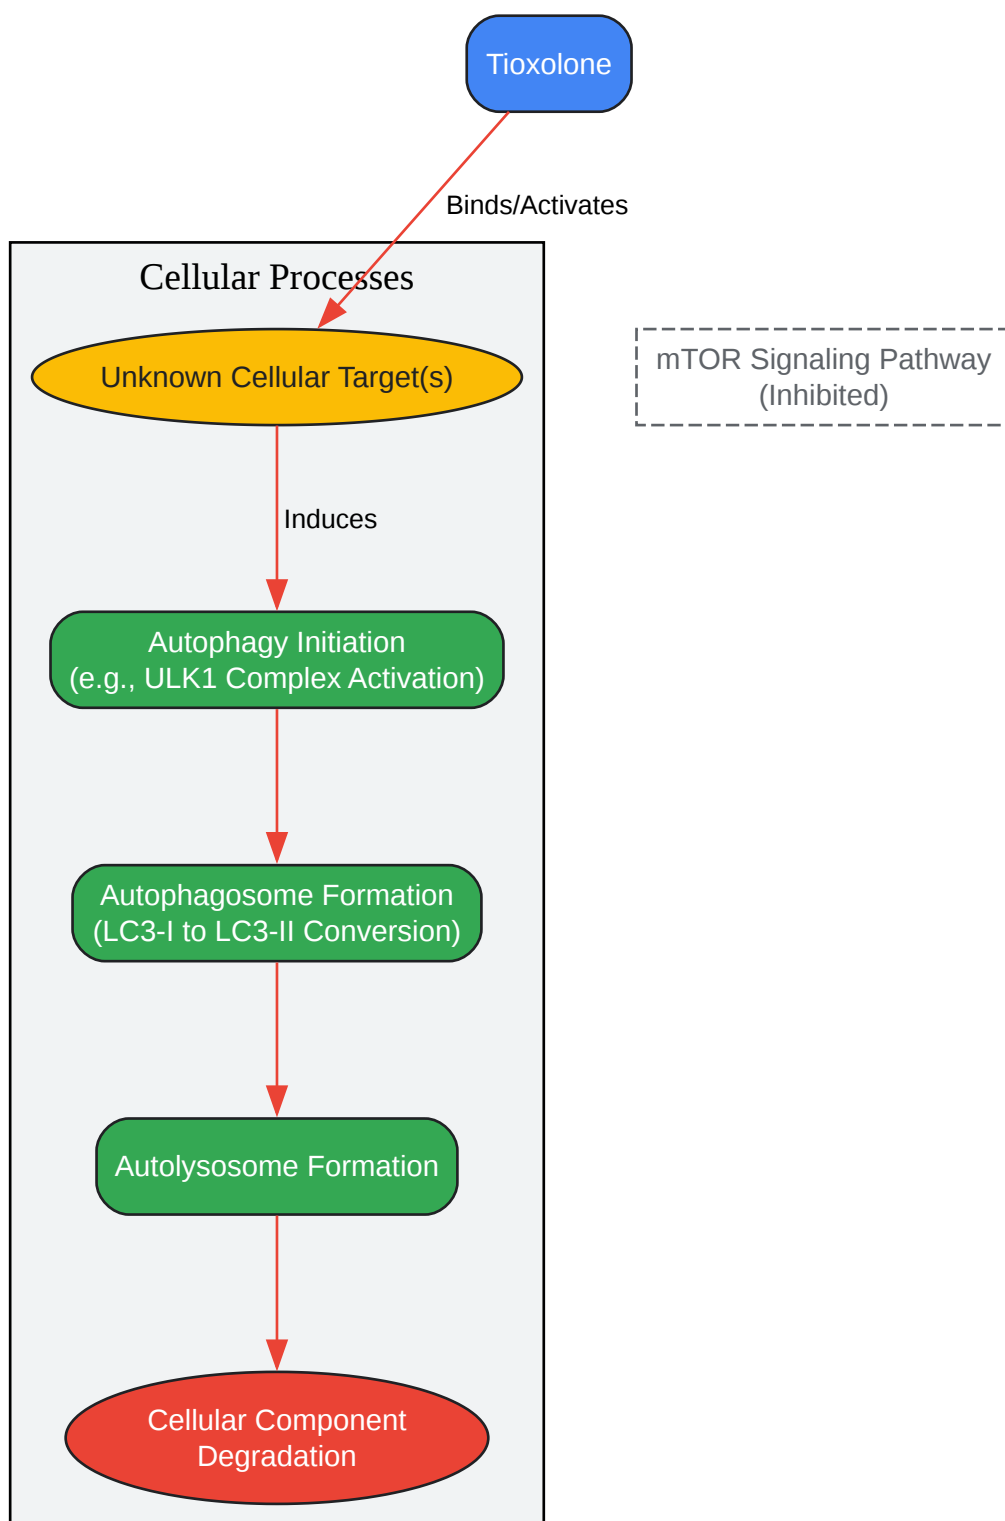 Tioxolone
Binds/Activates
Cellular Processes
Unknown Cellular Target(s)
mTOR Signaling Pathway
(Inhibited)
Induces
Autophagy Initiation
(e.g., ULK1 Complex Activation)
Autophagosome Formation
(LC3-I to LC3-II Conversion)
Autolysosome Formation
Cellular Component
Degradation